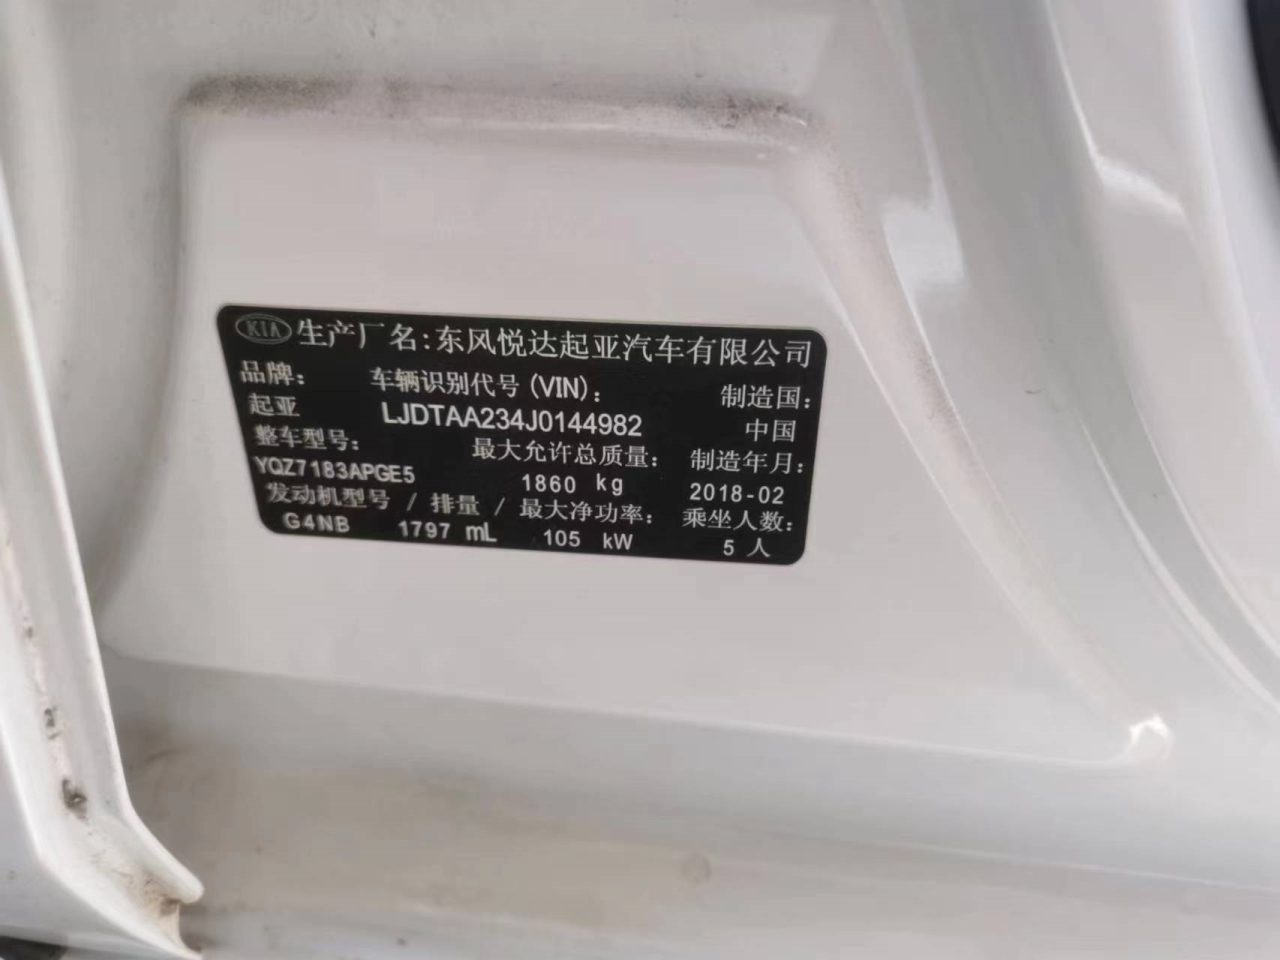 KIA 生产厂名:东风悦达起亚汽车有限公司
品牌: 车辆识别代号(VIN): 制造国:
起亚 LJDTAA234J0144982 中国
整车型号: 最大允许总质量: 制造年月:
YQZ7183APGE5 1860 kg 2018-02
发动机型号 / 排量 / 最大净功率: 乘坐人数:
G4NB 1797 mL 105 kW 5 人